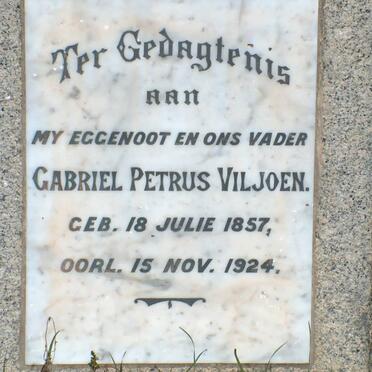 Ter Gedagtenis
aan
MY EGGENOOT EN ONS VADER
GABRIEL PETRUS VILJOEN.
GEB. 18 JULIE 1857,
OORL. 15 NOV. 1924.